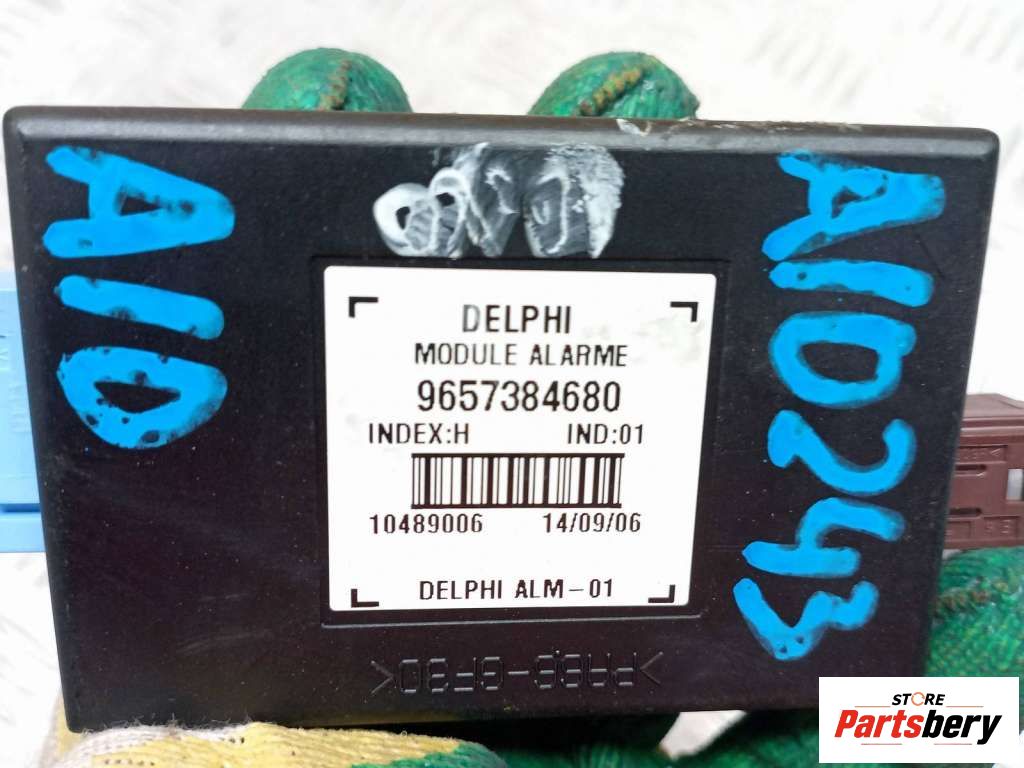 A10
A10243
DELPHI
MODULE ALARME
9657384680
INDEX:H IND:01
10489006 14/09/06
DELPHI ALM-01
>PA66-GF30<
STORE
Partsbery